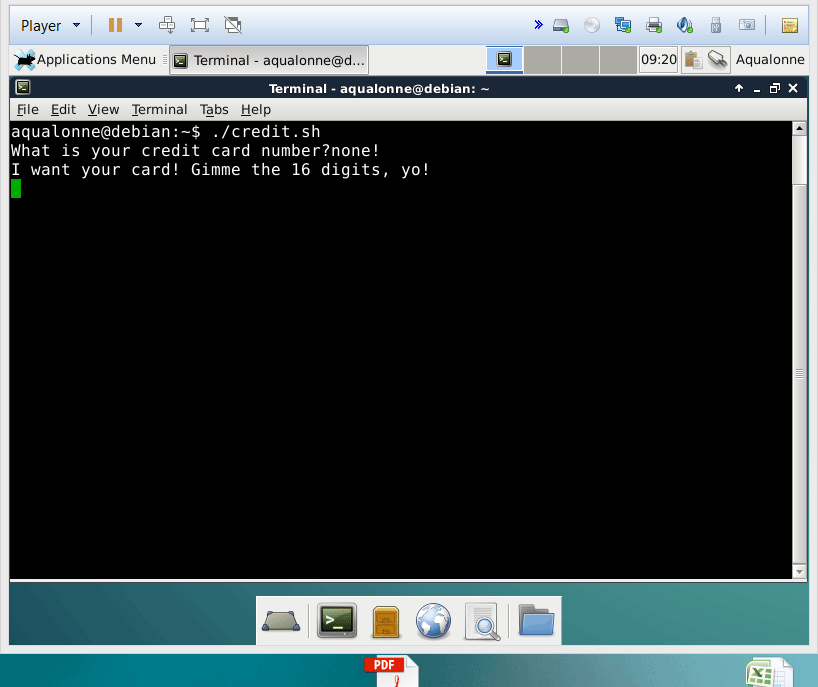 Player
Applications Menu
Terminal - aqualonne@d...
09:20
Aqualonne
Terminal - aqualonne@debian: ~
File Edit View Terminal Tabs Help
aqualonne@debian:~$ ./credit.sh
What is your credit card number?none!
I want your card! Gimme the 16 digits, yo!
PDF